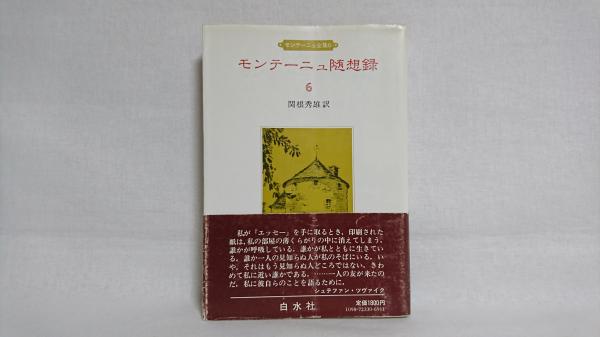 モンテーニュ全集6
モンテーニュ随想録
6
関根秀雄訳
私が『エッセー』を手に取るとき、印刷された
紙は、私の部屋の薄くらがりの中に消えてしまう。
誰かが呼吸している。誰かが私とともに生きてい
る。誰か一人の見知らぬ人が私のそばにいる。い
や、それはもう見知らぬ人どころではない、きわ
めて私に近い誰かである。……一人の友が来たの
だ、私に彼自らのことを語るために。
シュテファン・ツヴァイク
白水社
定価1800円